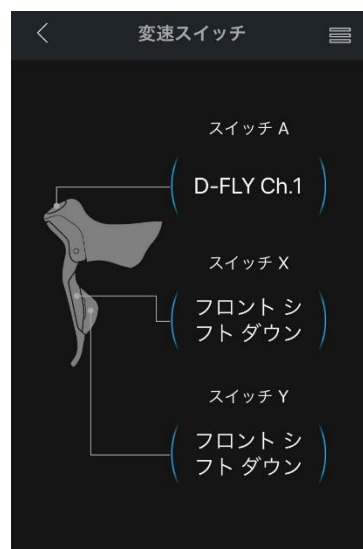 変速スイッチ
スイッチ A
D-FLY Ch.1
スイッチ X
フロント シ
フト ダウン
スイッチ Y
フロント シ
フト ダウン